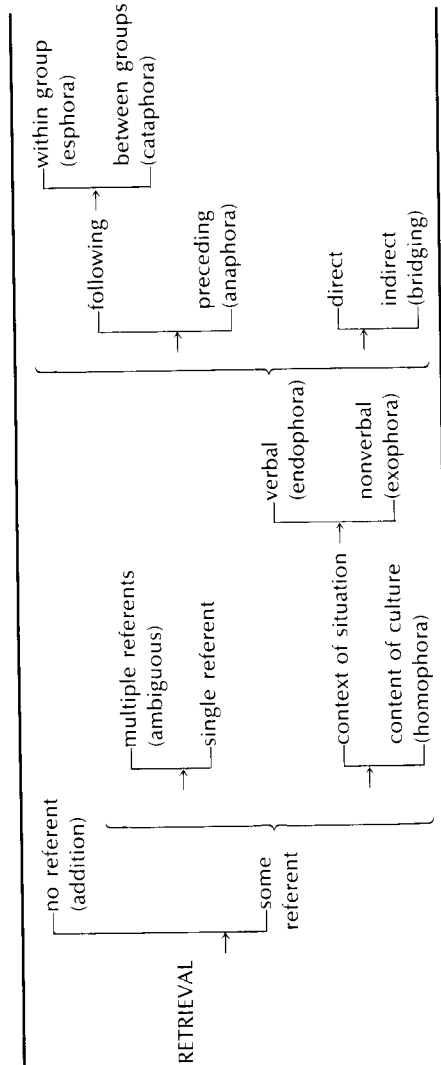 RETRIEVAL
no referent
(addition)
some
referent
multiple referents
(ambiguous)
single referent
context of situation
content of culture
(homophora)
verbal
(endophora)
nonverbal
(exophora)
following
preceding
(anaphora)
direct
indirect
(bridging)
within group
(esphora)
between groups
(cataphora)